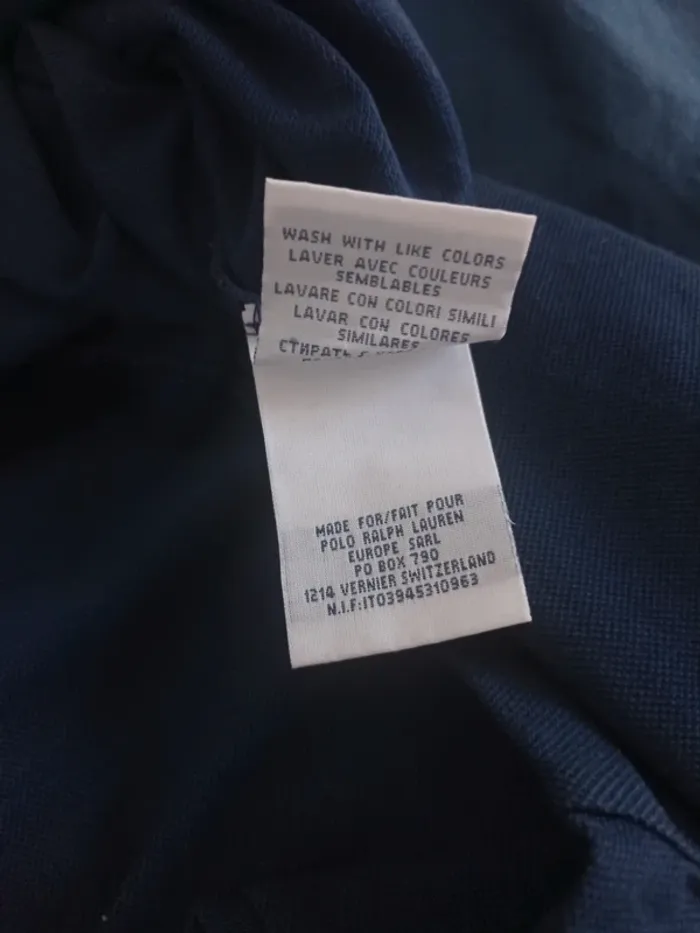 WASH WITH LIKE COLORS
LAVER AVEC COULEURS
SEMBLABLES
LAVARE CON COLORI SIMILI
LAVAR CON COLORES
SIMILARES
СТИРАТЬ С
MADE FOR/FAIT POUR
POLO RALPH LAUREN
EUROPE SARL
PO BOX 790
1214 VERNIER SWITZERLAND
N.I.F:IT03945310963